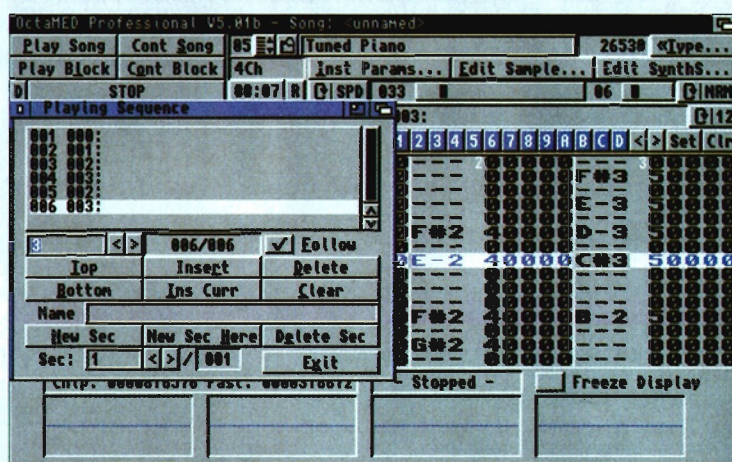 OctaMED Professional V5.01b - Song: <unnamed>
Play Song Cont Song 05 Tuned Piano 26530 «Type...
Play Block Cont Block 4Ch Inst Params... Edit Sample... Edit SynthS...
D STOP 00:07 R SPD 033 06 NRM
Playing Sequence
003: 12
1 2 3 4 5 6 7 8 9 A B C D < > Set Clr
001 000:
002 001:
003 002:
004 003:
005 002:
006 003:
3 < > 006/006 ✓ Follow
Top Insert Delete
Bottom Ins Curr Clear
Name
New Sec New Sec Here Delete Sec
Sec: 1 < > / 001 Exit
F#3
E-3
F#2 D-3
E-2 40000 C#3 50000
F#2 B-2
G#2
- Stopped - Freeze Display